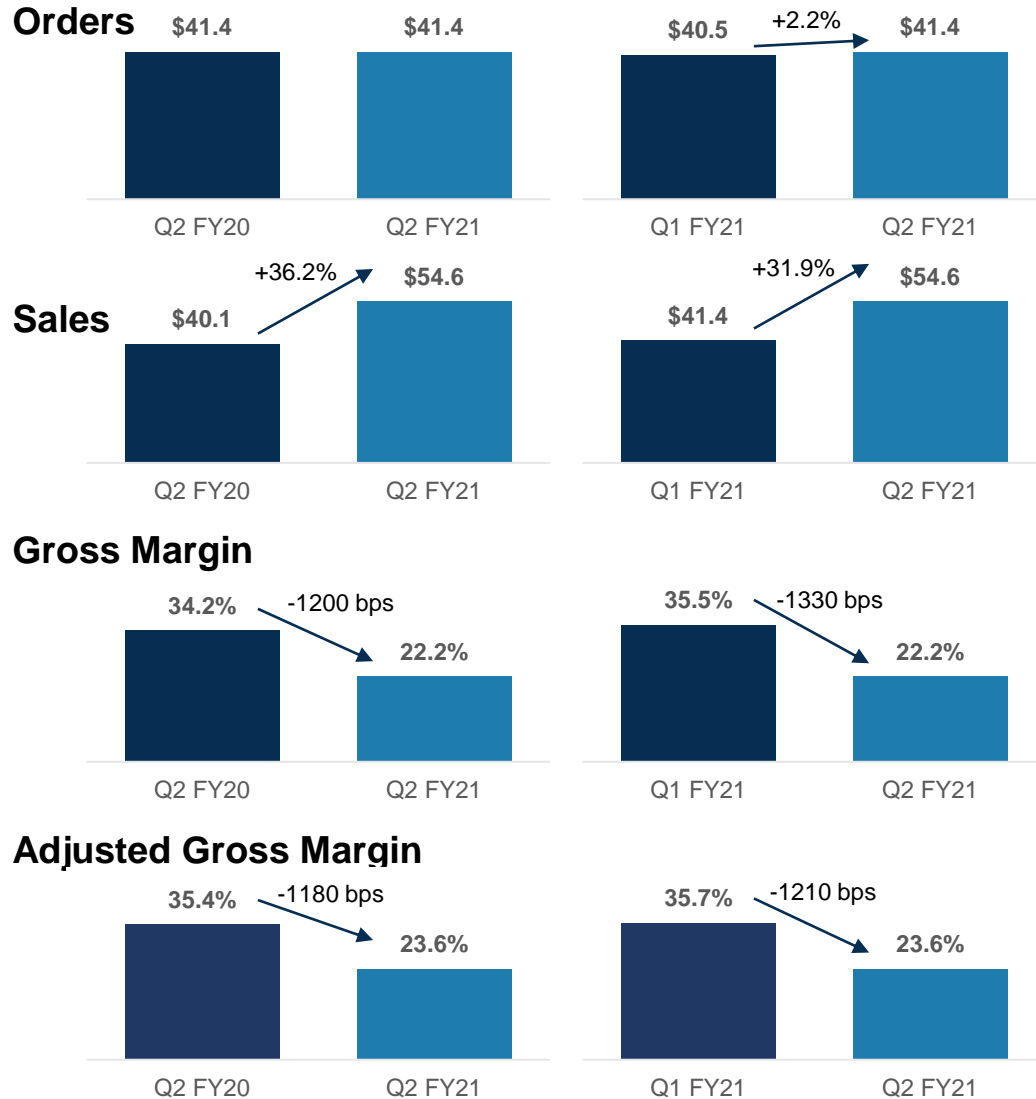 Orders
$41.4 $41.4
Q2 FY20 Q2 FY21
$40.5 +2.2% $41.4
Q1 FY21 Q2 FY21
Sales
$40.1 +36.2% $54.6
Q2 FY20 Q2 FY21
$41.4 +31.9% $54.6
Q1 FY21 Q2 FY21
Gross Margin
34.2% -1200 bps 22.2%
Q2 FY20 Q2 FY21
35.5% -1330 bps 22.2%
Q1 FY21 Q2 FY21
Adjusted Gross Margin
35.4% -1180 bps 23.6%
Q2 FY20 Q2 FY21
35.7% -1210 bps 23.6%
Q1 FY21 Q2 FY21